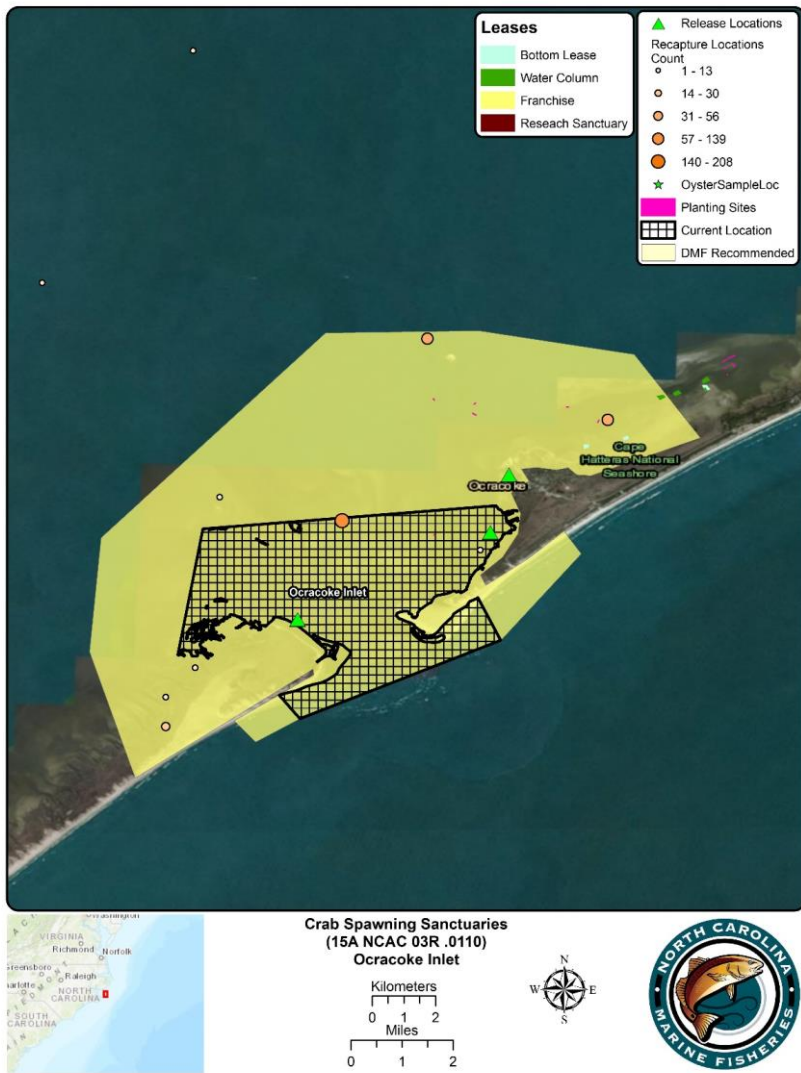 Leases
Bottom Lease
Water Column
Franchise
Reseach Sanctuary
Release Locations
Recapture Locations
Count
1 - 13
14 - 30
31 - 56
57 - 139
140 - 208
OysterSampleLoc
Planting Sites
Current Location
DMF Recommended
Cape
Hatteras National
Seashore
Ocracoke
Ocracoke Inlet
Washington
VIRGINIA
Richmond
Norfolk
Greensboro
Raleigh
NORTH
CAROLINA
SOUTH
CAROLINA
Crab Spawning Sanctuaries
(15A NCAC 03R .0110)
Ocracoke Inlet
Kilometers
0 1 2
Miles
0 1 2
N
W E
S
NORTH CAROLINA
MARINE FISHERIES